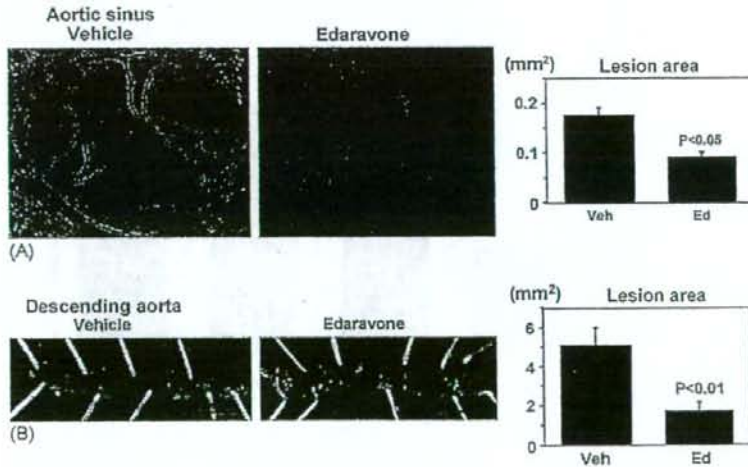 Aortic sinus
Vehicle
Edaravone
(mm²)
Lesion area
0.2
0.1
0
P<0.05
Veh
Ed
(A)
Descending aorta
Vehicle
Edaravone
(mm²)
Lesion area
6
4
2
0
P<0.01
Veh
Ed
(B)